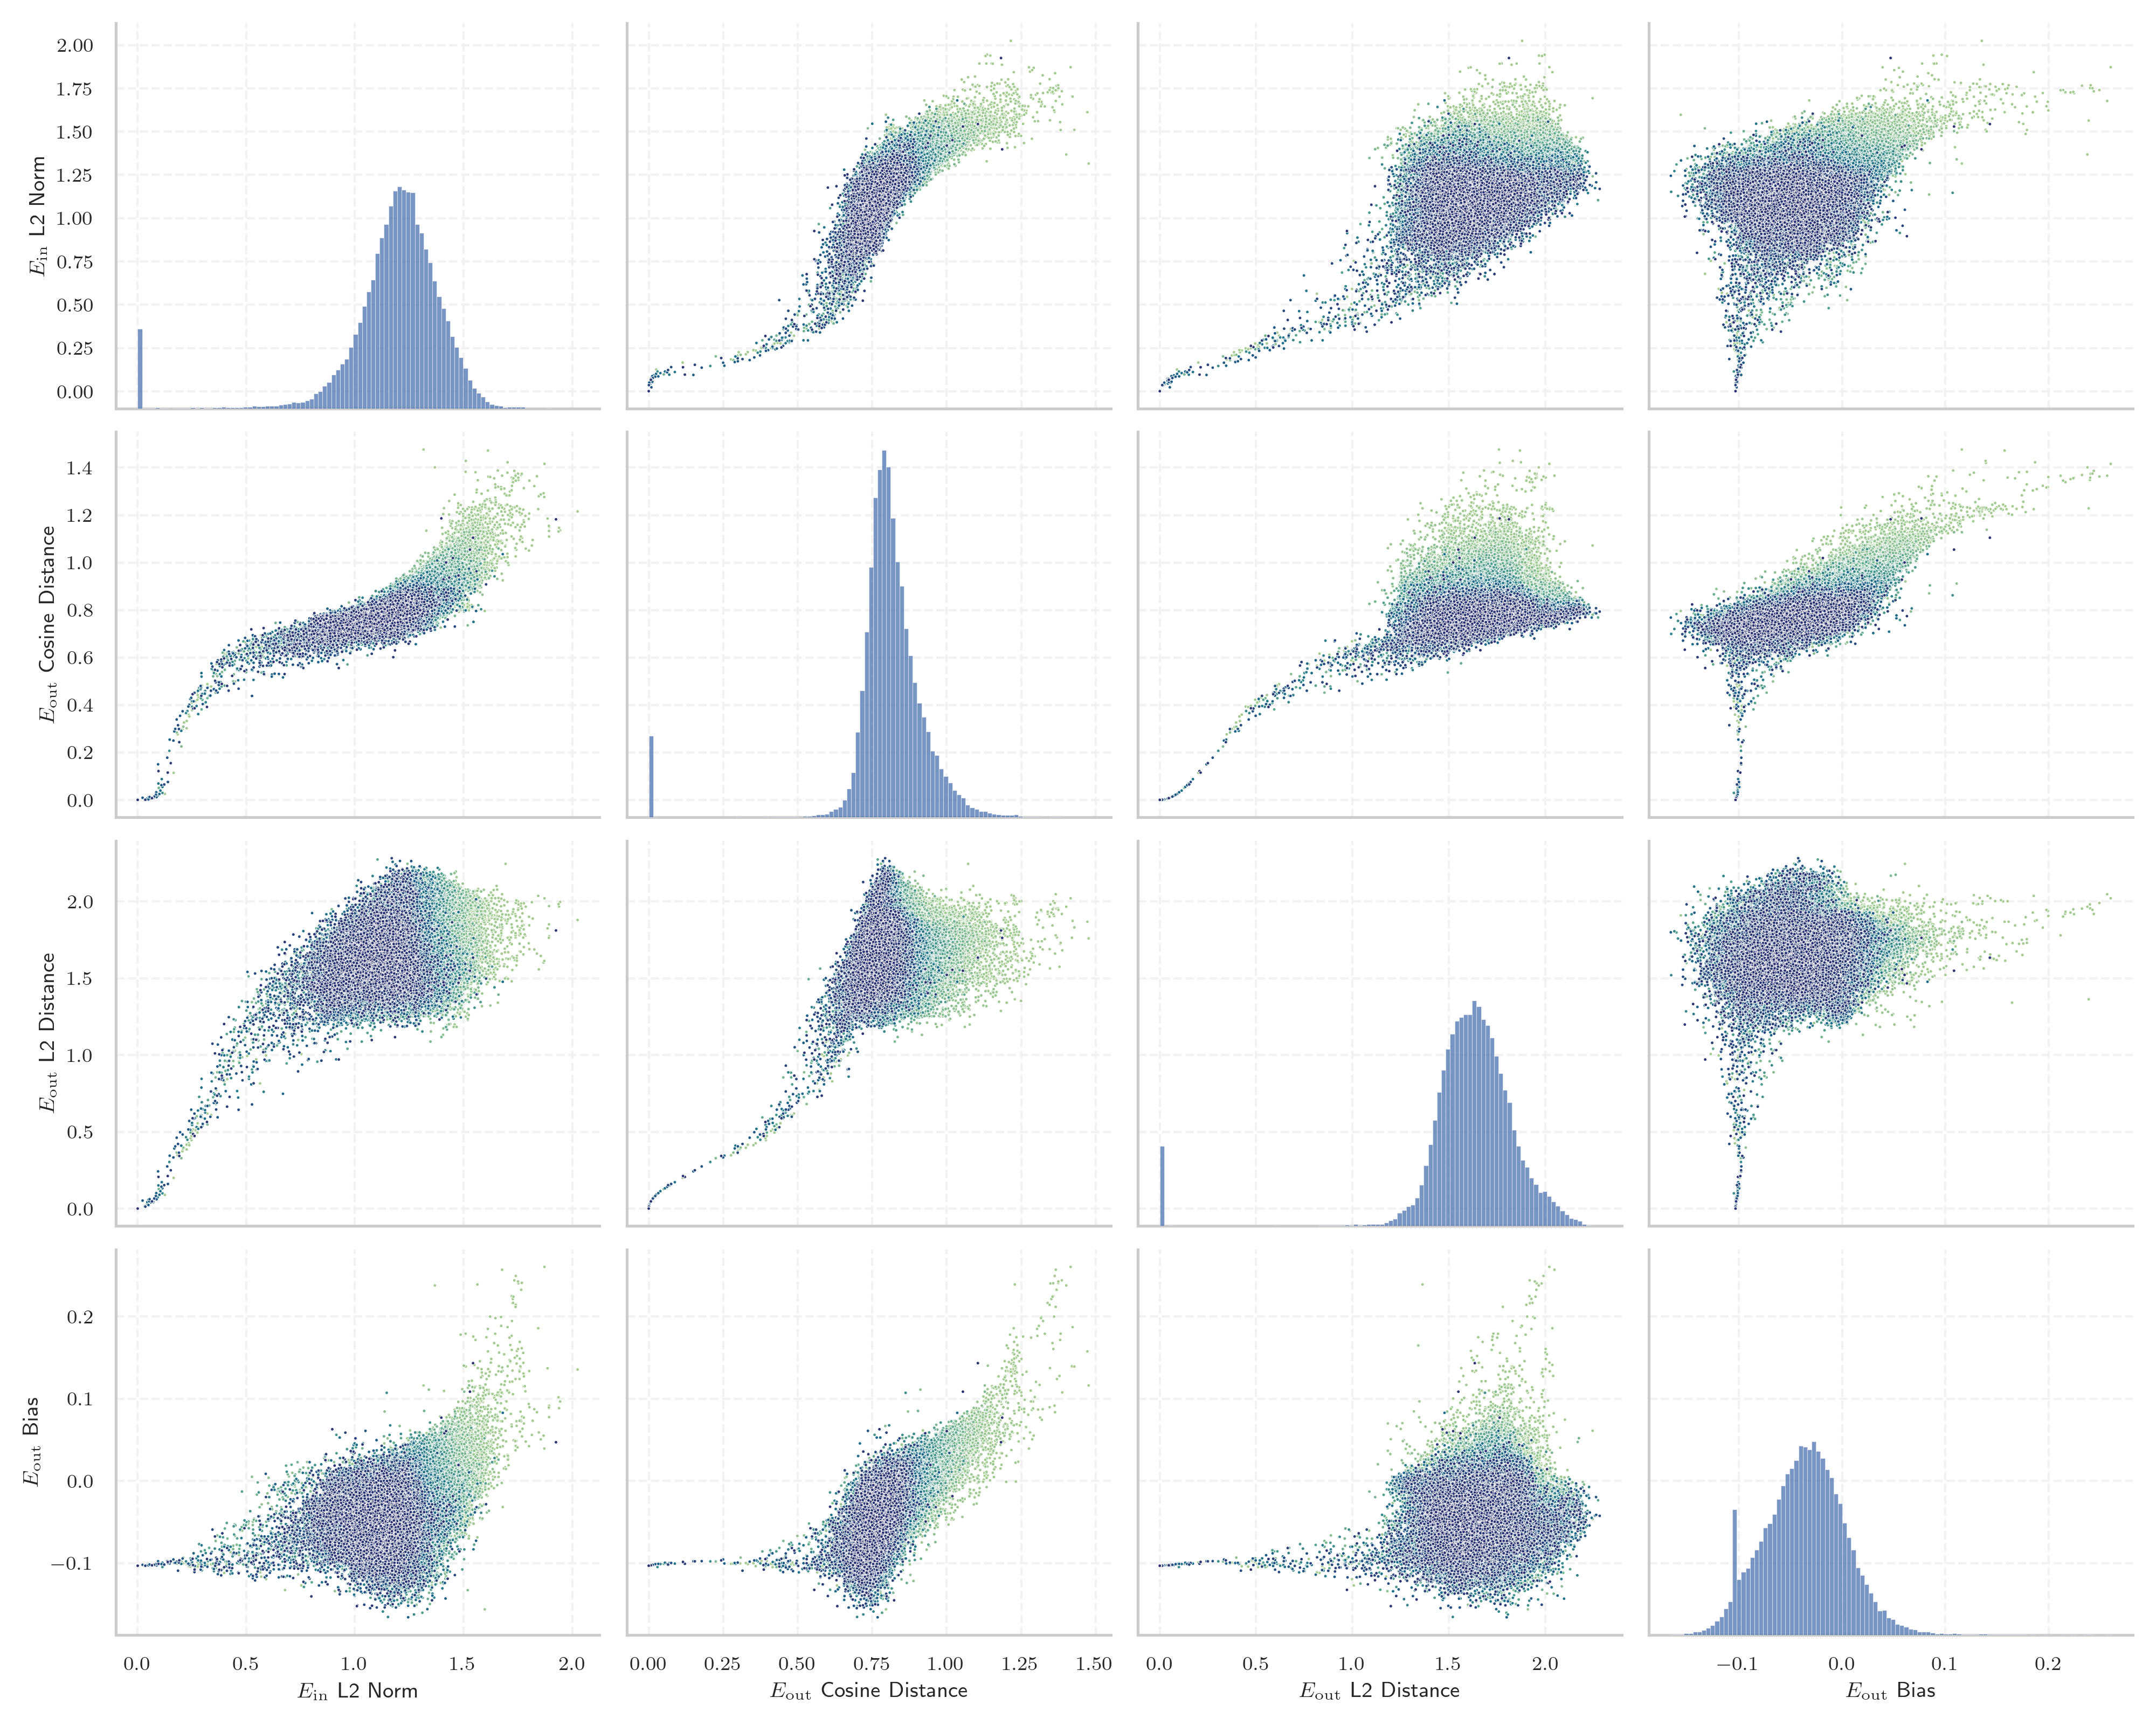 2.00
1.75
1.50
1.25
1.00
0.75
0.50
0.25
0.00
E_in L2 Norm
1.4
1.2
1.0
0.8
0.6
0.4
0.2
0.0
E_out Cosine Distance
2.0
1.5
1.0
0.5
0.0
E_out L2 Distance
0.2
0.1
0.0
−0.1
E_out Bias
0.0 0.5 1.0 1.5 2.0
E_in L2 Norm
0.00 0.25 0.50 0.75 1.00 1.25 1.50
E_out Cosine Distance
0.0 0.5 1.0 1.5 2.0
E_out L2 Distance
−0.1 0.0 0.1 0.2
E_out Bias